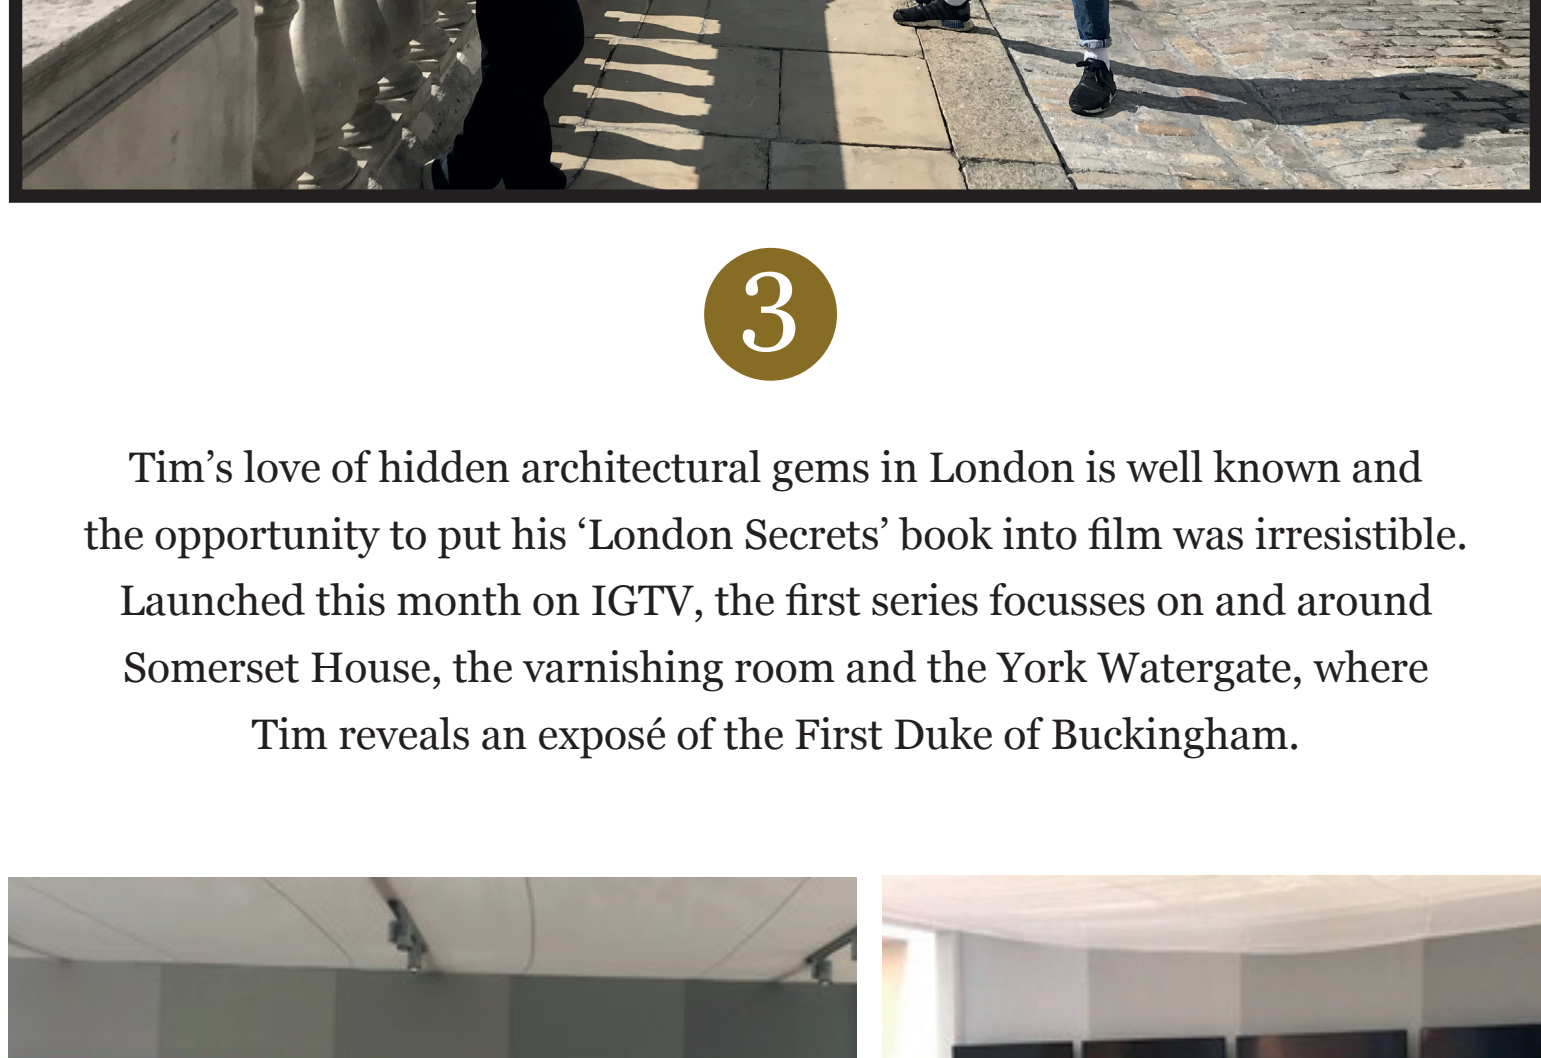 3
Tim’s love of hidden architectural gems in London is well known and
the opportunity to put his ‘London Secrets’ book into film was irresistible.
Launched this month on IGTV, the first series focusses on and around
Somerset House, the varnishing room and the York Watergate, where
Tim reveals an exposé of the First Duke of Buckingham.